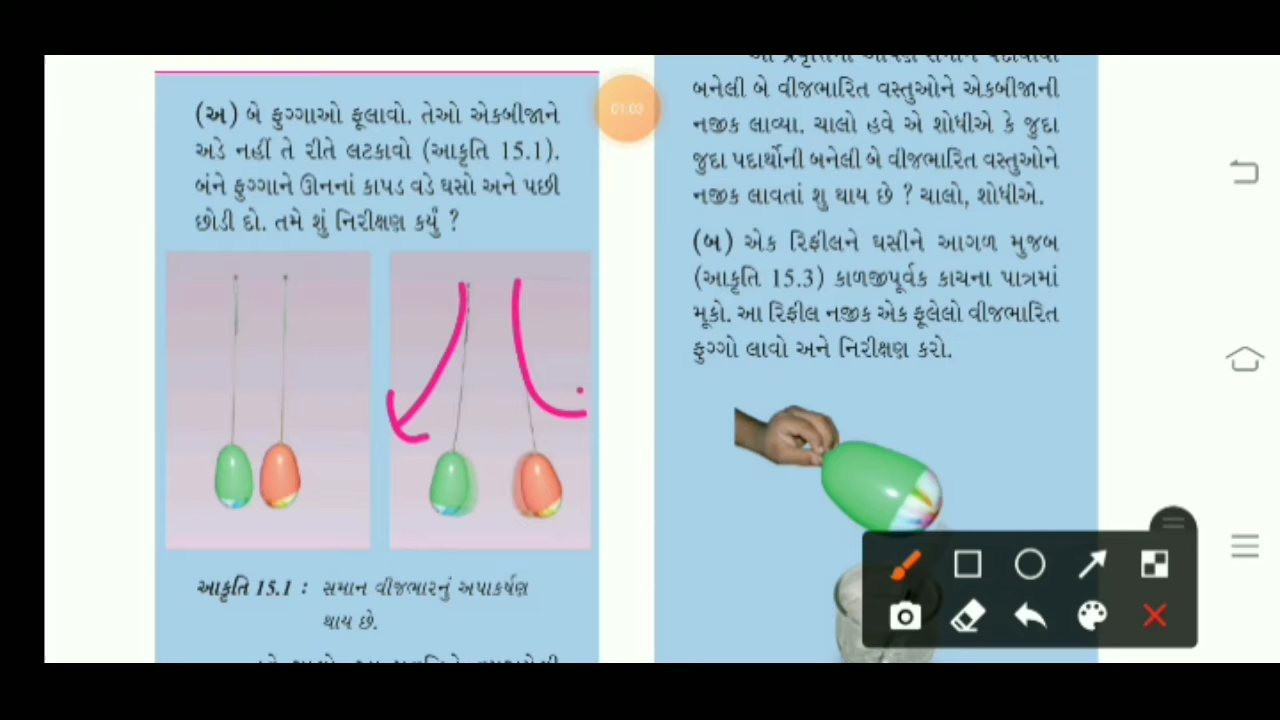 (અ) બે ફુગ્ગાઓ ફૂલાવો. તેઓ એકબીજાને
અડે નહીં તે રીતે લટકાવો (આકૃતિ 15.1).
બંને ફુગ્ગાને ઊનનાં કાપડ વડે ઘસો અને પછી
છોડી દો. તમે શું નિરીક્ષણ કર્યું ?
આકૃતિ 15.1 : સમાન વીજભારનું અપાકર્ષણ
થાય છે.
01:03
બનેલી બે વીજભારિત વસ્તુઓને એકબીજાની
નજીક લાવ્યા. ચાલો હવે એ શોધીએ કે જુદા
જુદા પદાર્થોની બનેલી બે વીજભારિત વસ્તુઓને
નજીક લાવતાં શુ થાય છે ? ચાલો, શોધીએ.
(બ) એક રિફીલને ઘસીને આગળ મુજબ
(આકૃતિ 15.3) કાળજીપૂર્વક કાચના પાત્રમાં
મૂકો. આ રિફીલ નજીક એક ફૂલેલો વીજભારિત
ફુગ્ગો લાવો અને નિરીક્ષણ કરો.